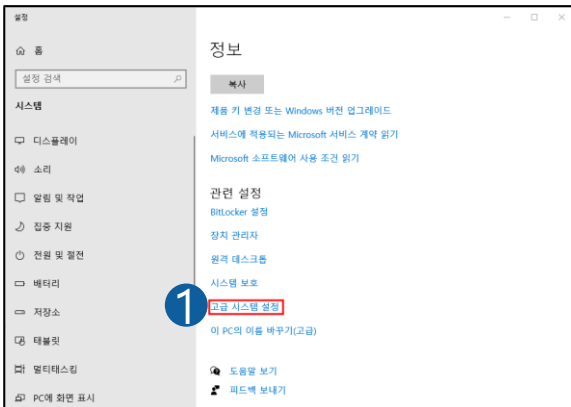 설정
홈
설정 검색
시스템
디스플레이
소리
알림 및 작업
집중 지원
전원 및 절전
배터리
저장소
태블릿
멀티태스킹
PC에 화면 표시
정보
복사
제품 키 변경 또는 Windows 버전 업그레이드
서비스에 적용되는 Microsoft 서비스 계약 읽기
Microsoft 소프트웨어 사용 조건 읽기
관련 설정
BitLocker 설정
장치 관리자
원격 데스크톱
시스템 보호
1
고급 시스템 설정
이 PC의 이름 바꾸기(고급)
도움말 보기
피드백 보내기